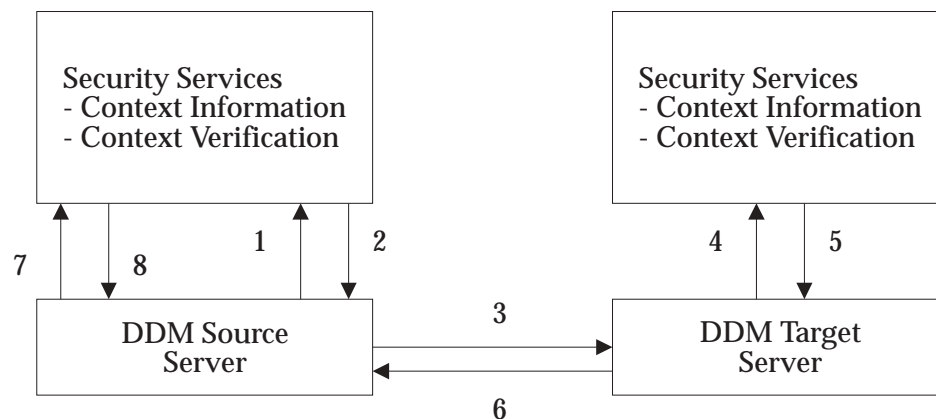 Security Services
- Context Information
- Context Verification
Security Services
- Context Information
- Context Verification
7
8
1
2
4
5
DDM Source
Server
3
6
DDM Target
Server